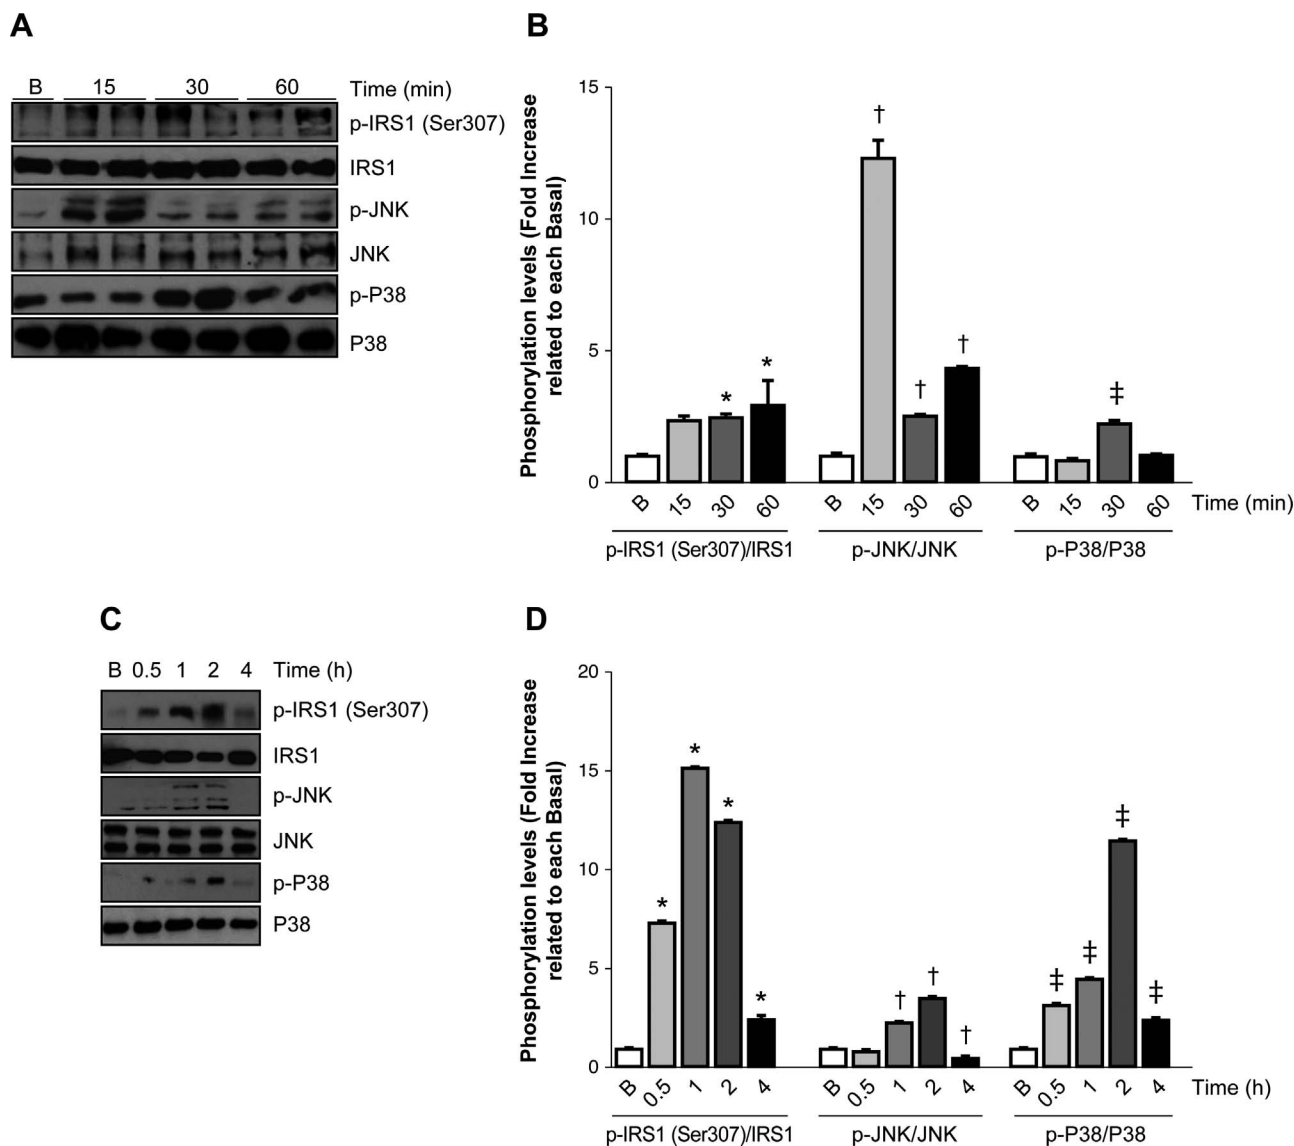 A
B 15 30 60 Time (min)
p-IRS1 (Ser307)
IRS1
p-JNK
JNK
p-P38
P38
B
Phosphorylation levels (Fold Increase
related to each Basal)
15
10
5
0
* * † † † ‡
B 15 30 60 B 15 30 60 B 15 30 60 Time (min)
p-IRS1 (Ser307)/IRS1 p-JNK/JNK p-P38/P38
C
B 0.5 1 2 4 Time (h)
p-IRS1 (Ser307)
IRS1
p-JNK
JNK
p-P38
P38
D
Phosphorylation levels (Fold Increase
related to each Basal)
20
15
10
5
0
* * * * † † † ‡ ‡ ‡ ‡
B 0.5 1 2 4 B 0.5 1 2 4 B 0.5 1 2 4 Time (h)
p-IRS1 (Ser307)/IRS1 p-JNK/JNK p-P38/P38